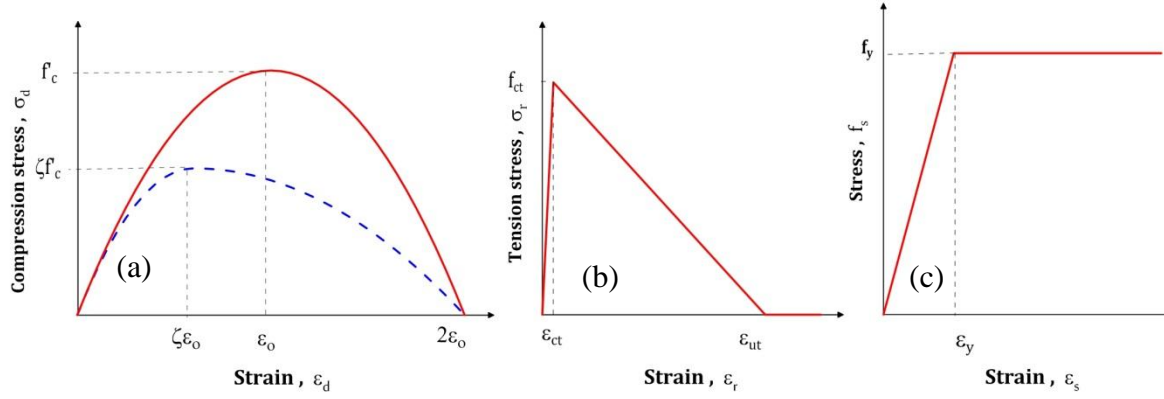 Compression stress , σd
f'c
ζf'c
(a)
ζεo
εo
2εo
Strain , εd
Tension stress , σr
fct
(b)
εct
εut
Strain , εr
Stress , fs
fy
(c)
εy
Strain , εs